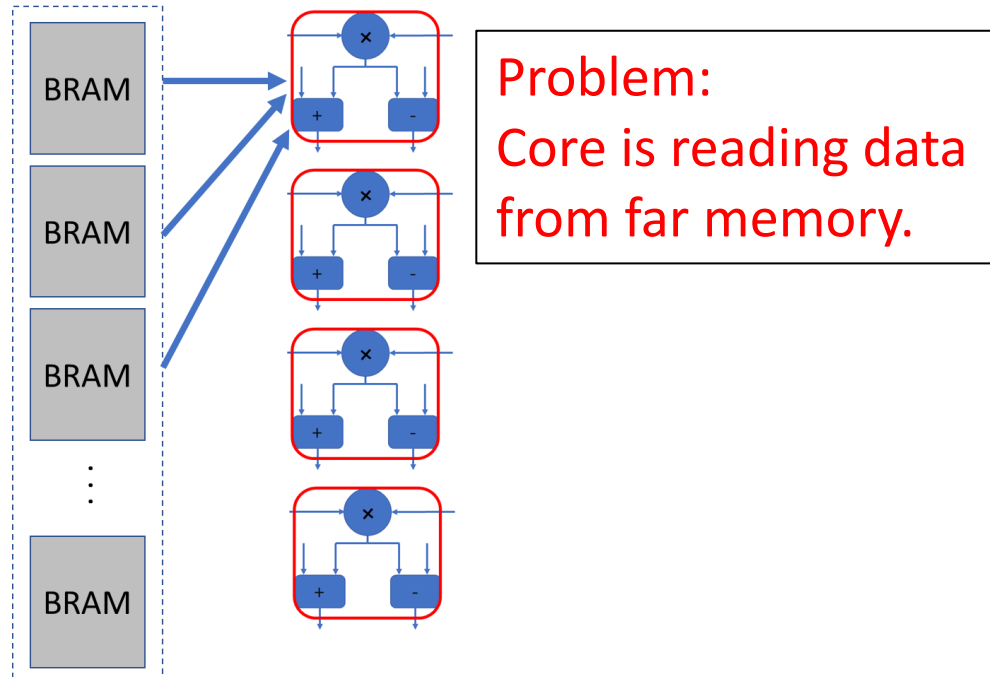 BRAM
BRAM
BRAM
⋮
BRAM
×
+ -
×
+ -
×
+ -
×
+ -
Problem:
Core is reading data
from far memory.